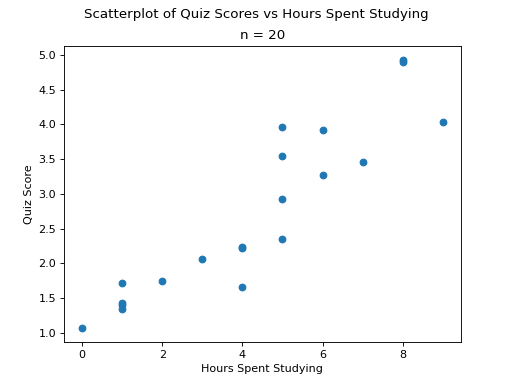 Scatterplot of Quiz Scores vs Hours Spent Studying
n = 20
5.0
4.5
4.0
3.5
3.0
2.5
2.0
1.5
1.0
Quiz Score
0 2 4 6 8
Hours Spent Studying